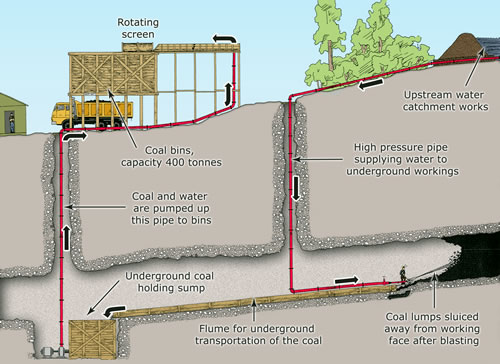 Rotating
screen
Upstream water
catchment works
Coal bins,
capacity 400 tonnes
High pressure pipe
supplying water to
underground workings
Coal and water
are pumped up
this pipe to bins
Underground coal
holding sump
Flume for underground
transportation of the coal
Coal lumps sluiced
away from working
face after blasting